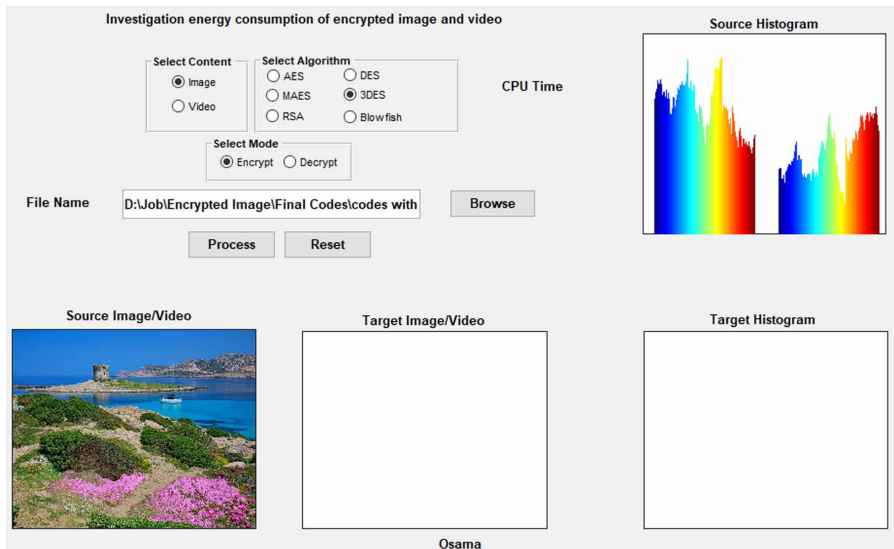 Investigation energy consumption of encrypted image and video
Source Histogram
Select Content
Image
Video
Select Algorithm
AES
DES
MAES
3DES
RSA
Blowfish
CPU Time
Select Mode
Encrypt
Decrypt
File Name
D:\Job\Encrypted Image\Final Codes\codes with
Browse
Process
Reset
Source Image/Video
Target Image/Video
Target Histogram
Osama